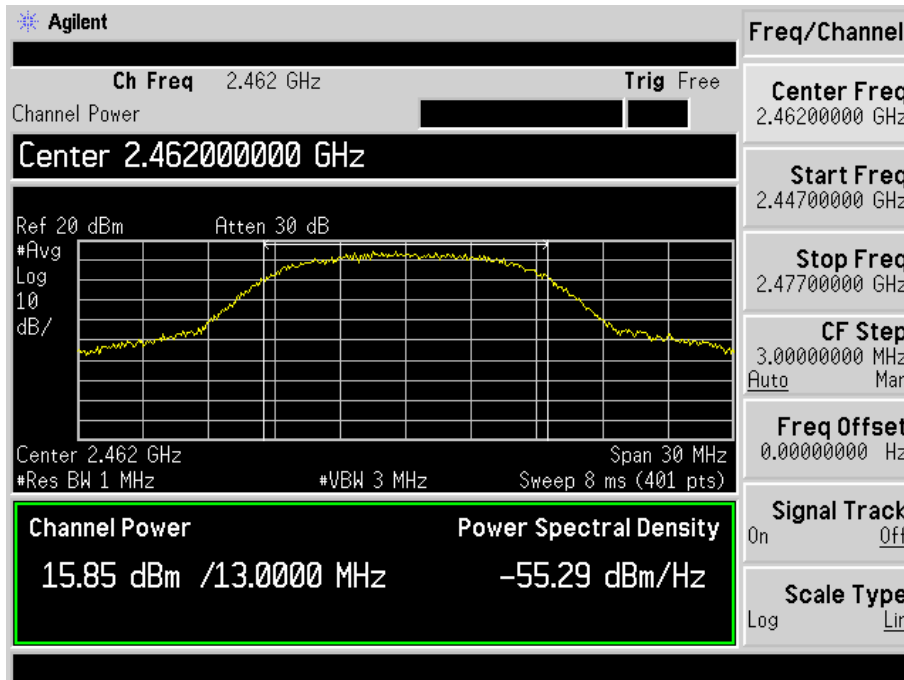 Agilent
Freq/Channel
Ch Freq 2.462 GHz Trig Free
Channel Power
Center 2.462000000 GHz
Ref 20 dBm Atten 30 dB
#Avg
Log
10
dB/
Center 2.462 GHz Span 30 MHz
#Res BW 1 MHz #VBW 3 MHz Sweep 8 ms (401 pts)
Channel Power Power Spectral Density
15.85 dBm /13.0000 MHz -55.29 dBm/Hz
Center Freq
2.46200000 GHz
Start Freq
2.44700000 GHz
Stop Freq
2.47700000 GHz
CF Step
3.00000000 MHz
Auto Man
Freq Offset
0.00000000 Hz
Signal Track
On Off
Scale Type
Log Lin